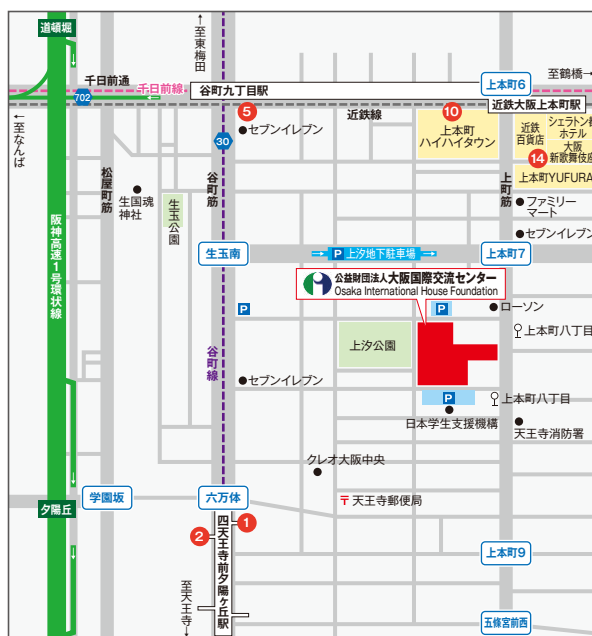 道頓堀
↑至東梅田
千日前通
千日前線
谷町九丁目駅
上本町6
→至鶴橋
702
近鉄大阪上本町駅
近鉄線
5
セブンイレブン
30
10
上本町
ハイハイタウン
近鉄
百貨店
シェラトン都
ホテル
大阪
新歌舞伎座
14
上本町YUFURA
←至なんば
松屋町筋
生国魂
神社
生玉公園
谷町筋
上町筋
ファミリー
マート
セブンイレブン
阪神高速1号環状線
生玉南
P 上汐地下駐車場
上本町7
公益財団法人大阪国際交流センター
Osaka International House Foundation
P
P
ローソン
上本町八丁目
谷町線
上汐公園
セブンイレブン
P
上本町八丁目
日本学生支援機構
天王寺消防署
クレオ大阪中央
学園坂
六万体
〒天王寺郵便局
夕陽丘
1
2
四天王寺前夕陽ヶ丘駅
上本町9
至天王寺↓
五條宮前西